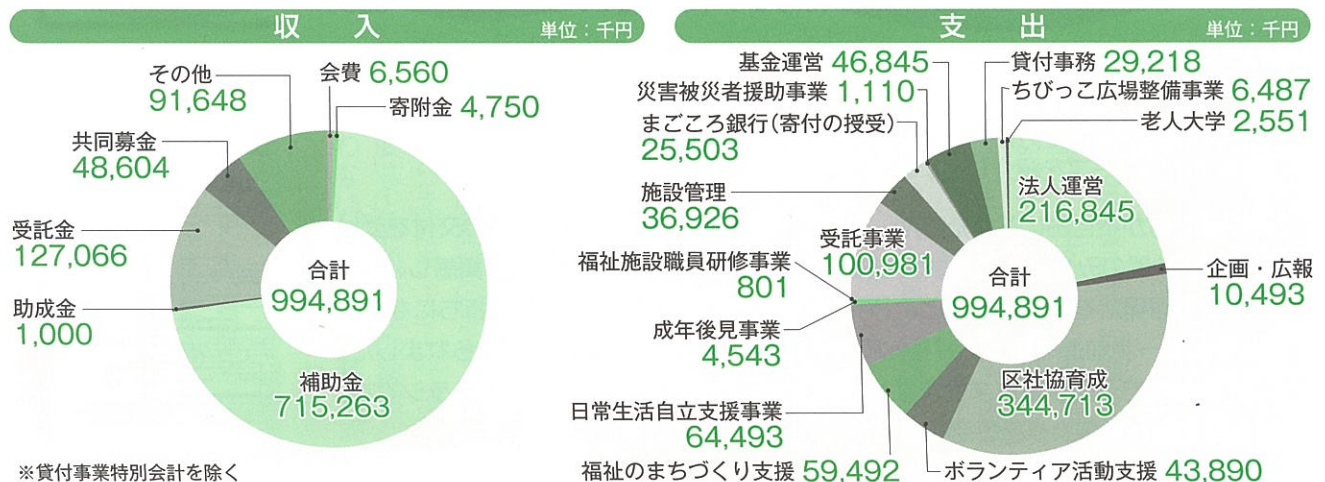 収 入
単位：千円
会費 6,560
寄附金 4,750
その他
91,648
共同募金
48,604
受託金
127,066
助成金
1,000
合計
994,891
補助金
715,263
※貸付事業特別会計を除く
支 出
単位：千円
基金運営 46,845
災害被災者援助事業 1,110
まごころ銀行（寄付の授受）
25,503
施設管理
36,926
受託事業
100,981
福祉施設職員研修事業
801
成年後見事業
4,543
日常生活自立支援事業
64,493
福祉のまちづくり支援 59,492
貸付事務 29,218
ちびっこ広場整備事業 6,487
老人大学 2,551
法人運営
216,845
企画・広報
10,493
合計
994,891
区社協育成
344,713
ボランティア活動支援 43,890